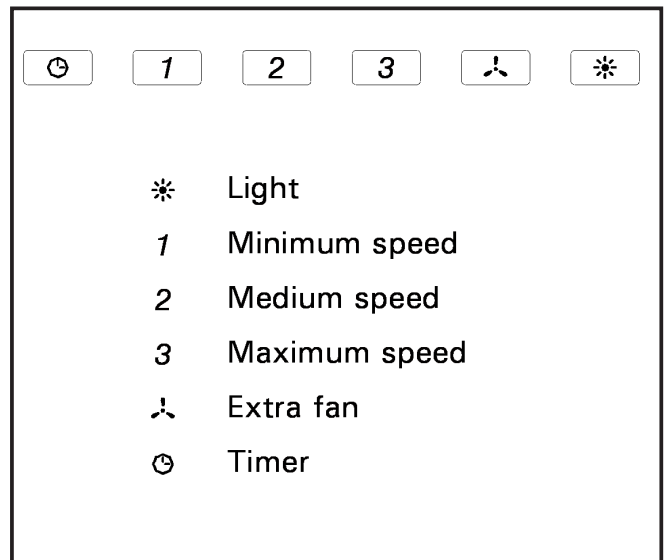 1 2 3
Light
1 Minimum speed
2 Medium speed
3 Maximum speed
Extra fan
Timer